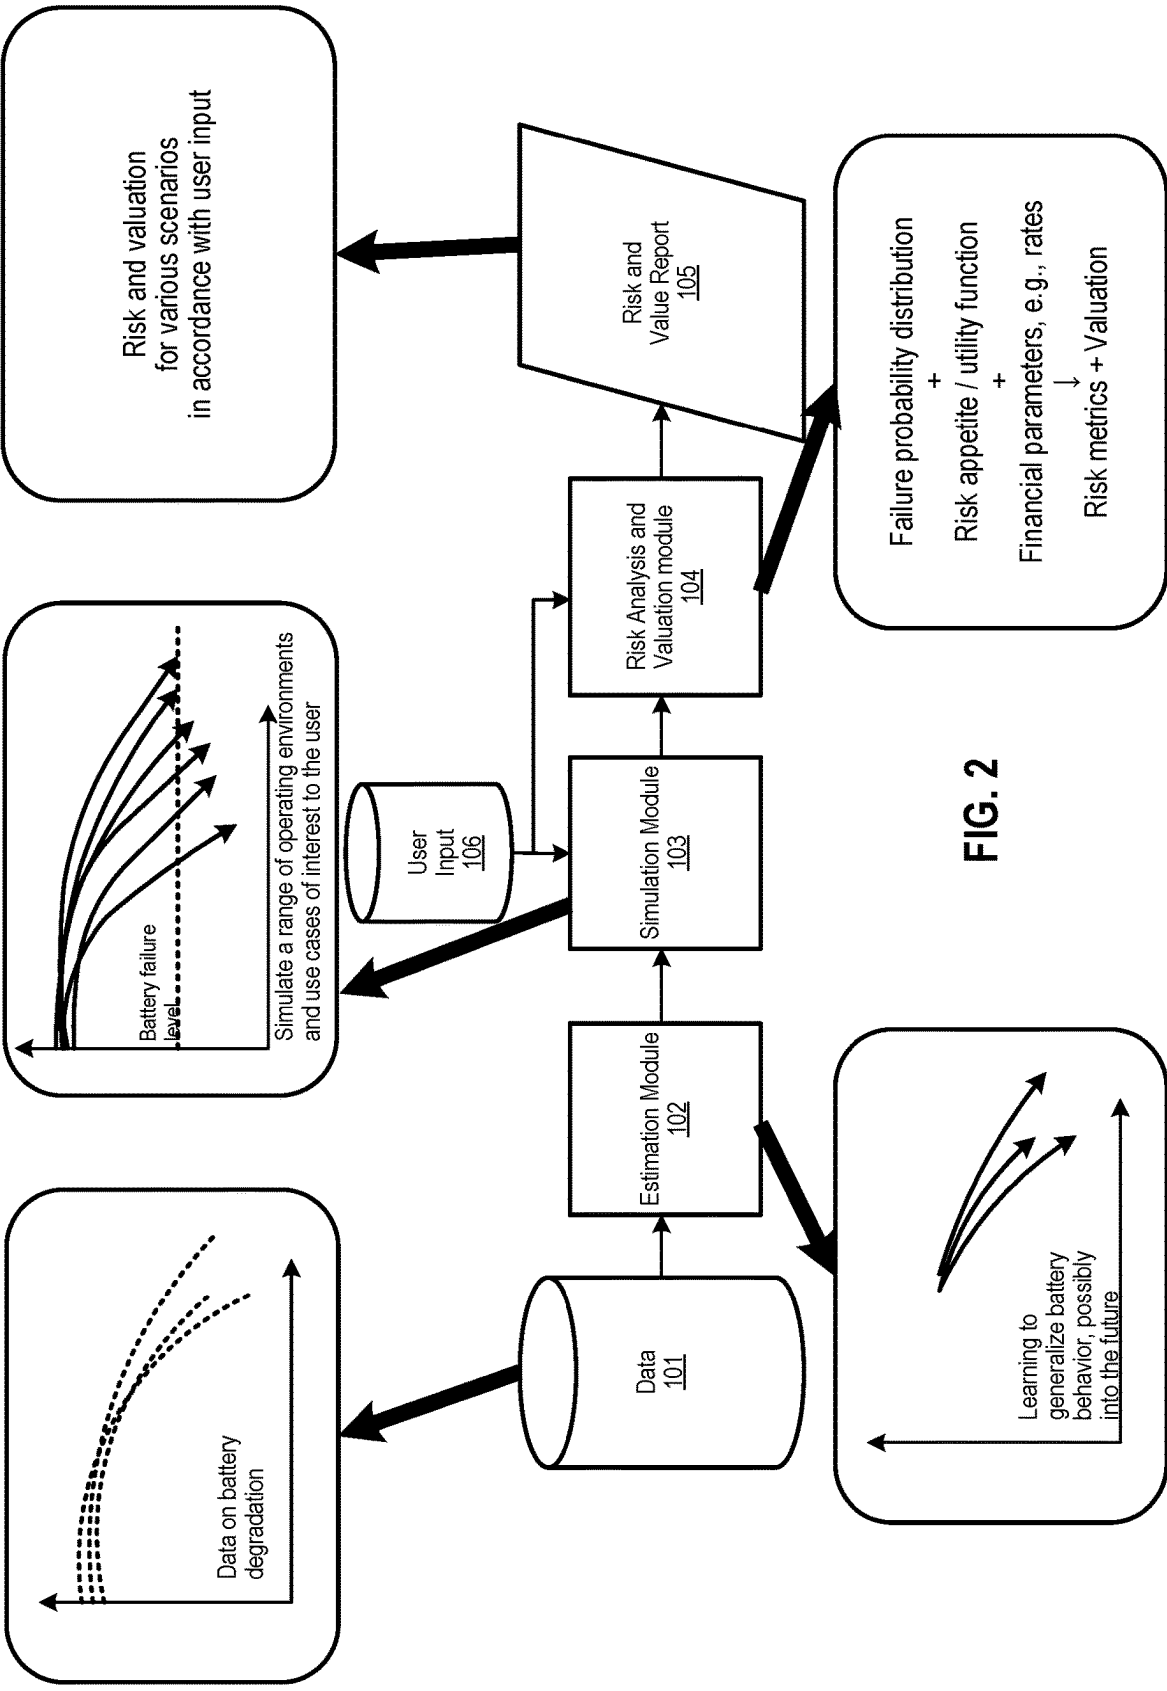 Data on battery
degradation
Battery failure
level
Simulate a range of operating environments
and use cases of interest to the user
Risk and valuation
for various scenarios
in accordance with user input
User
Input
106
Data
101
Estimation Module
102
Simulation Module
103
Risk Analysis and
Valuation module
104
Risk and
Value Report
105
Learning to
generalize battery
behavior, possibly
into the future
Failure probability distribution
+
Risk appetite / utility function
+
Financial parameters, e.g., rates
↓
Risk metrics + Valuation
FIG. 2